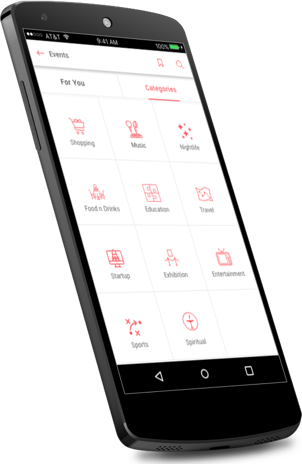 AT&T 9:41 AM 100%
Events
For You Categories
Shopping Music Nightlife
Food n Drinks Education Travel
Startup Exhibition Entertainment
Sports Spiritual